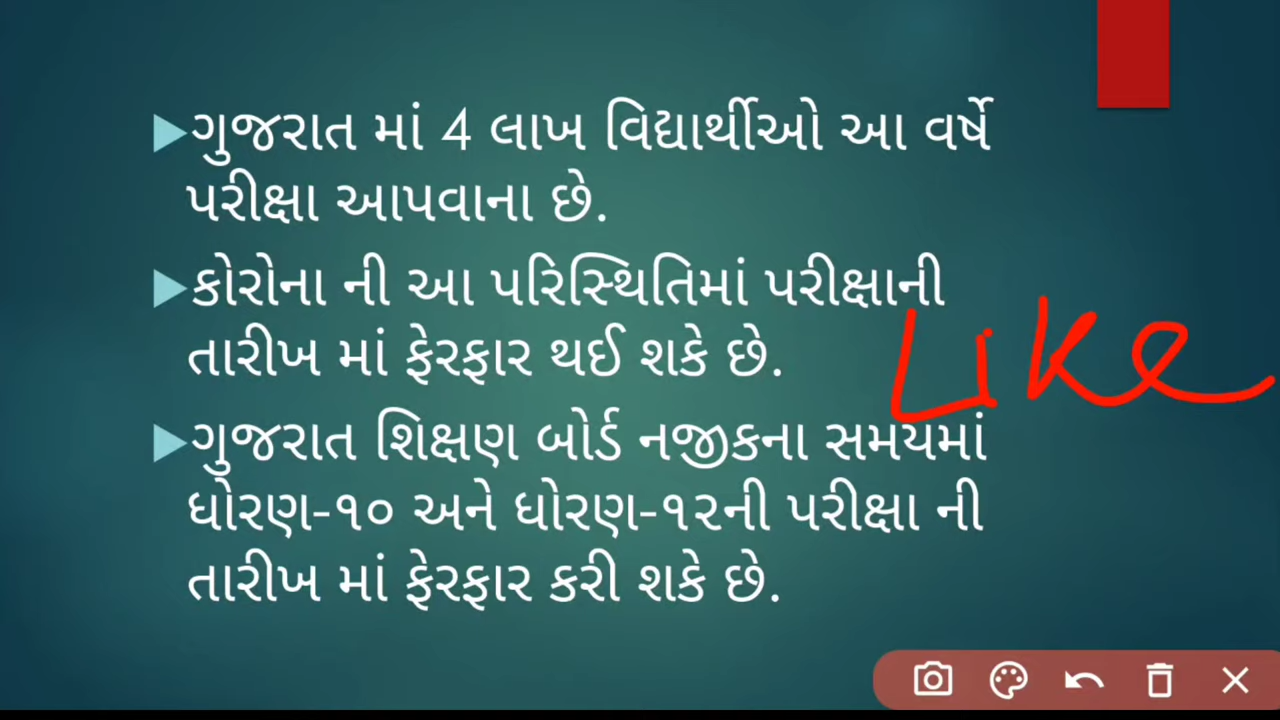 ગુજરાત માં 4 લાખ વિદ્યાર્થીઓ આ વર્ષે
પરીક્ષા આપવાના છે.
કોરોના ની આ પરિસ્થિતિમાં પરીક્ષાની
તારીખ માં ફેરફાર થઈ શકે છે.
Like
ગુજરાત શિક્ષણ બોર્ડ નજીકના સમયમાં
ધોરણ-૧૦ અને ધોરણ-૧૨ની પરીક્ષા ની
તારીખ માં ફેરફાર કરી શકે છે.